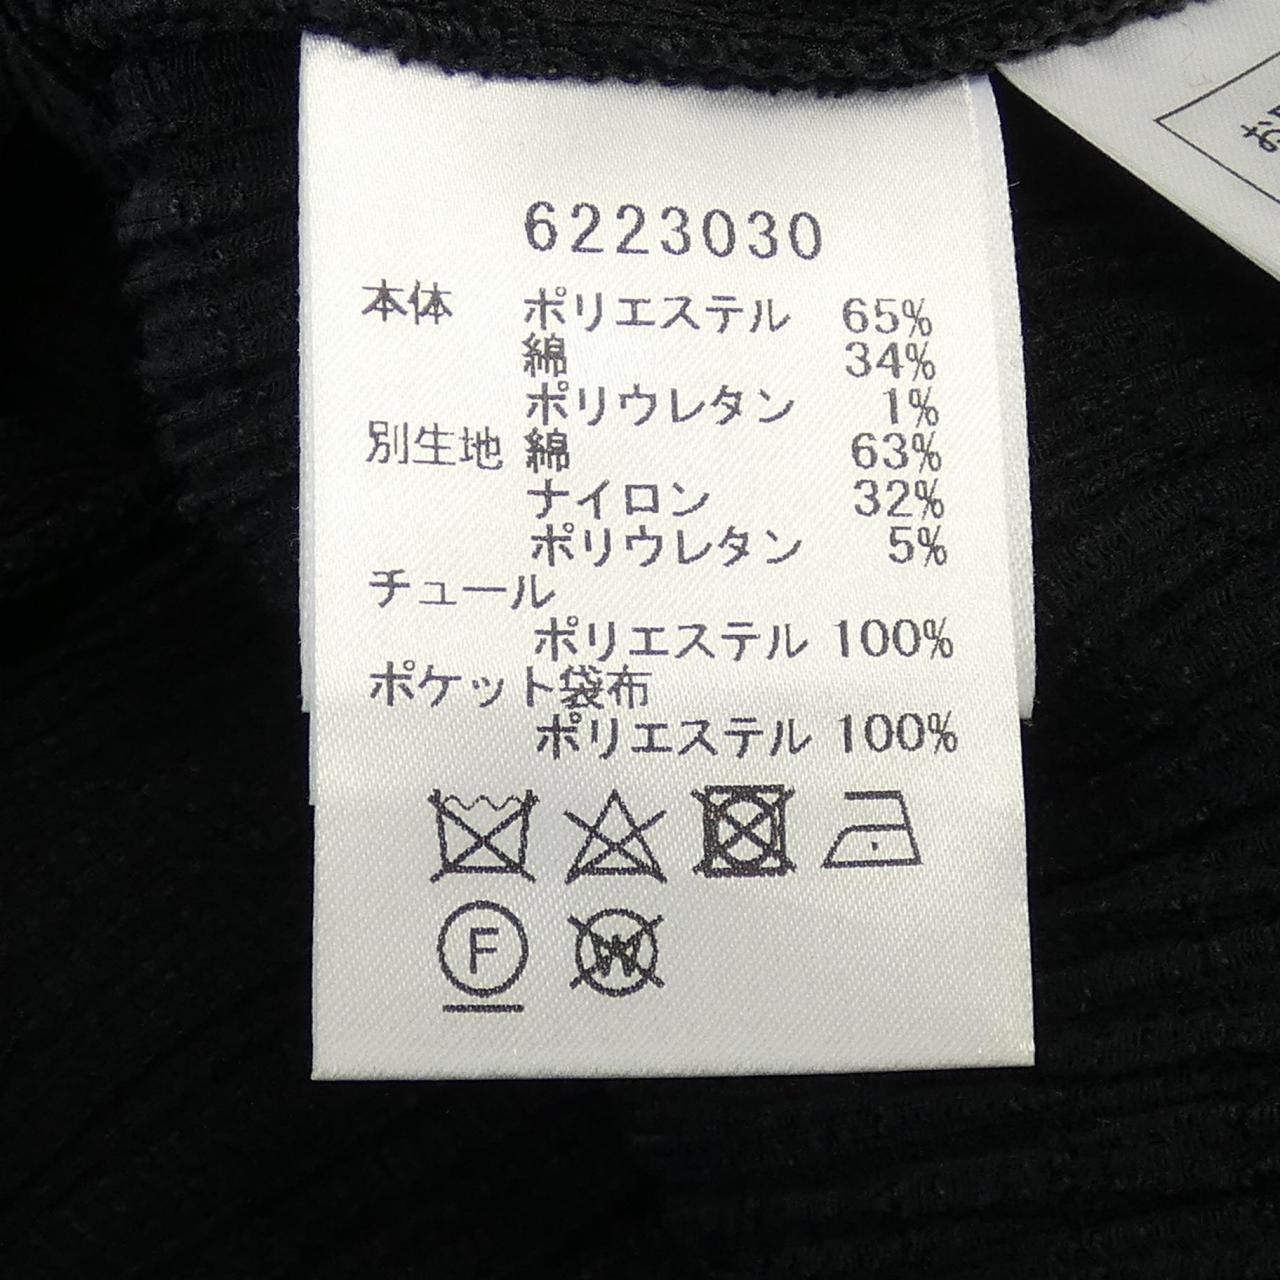 6223030
本体 ポリエステル 65%
綿 34%
ポリウレタン 1%
別生地 綿 63%
ナイロン 32%
ポリウレタン 5%
チュール
ポリエステル 100%
ポケット袋布
ポリエステル 100%
F W
お